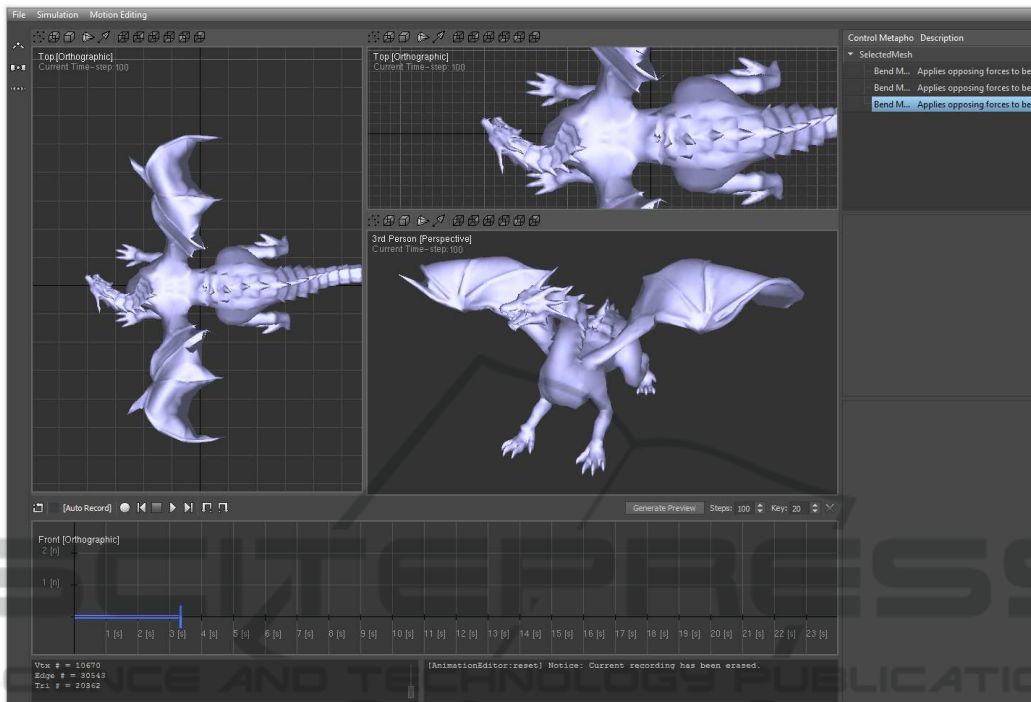 File Simulation Motion Editing
Top [Orthographic]
Current Time-step: 100
Top [Orthographic]
Current Time-step: 100
3rd Person [Perspective]
Current Time-step: 100
Control Metapho Description
SelectedMesh
Bend M... Applies opposing forces to be
Bend M... Applies opposing forces to be
Bend M... Applies opposing forces to be
[Auto Record] Generate Preview Steps: 100 Key: 20
Front [Orthographic]
2 [n]
1 [n]
1 [s] 2 [s] 3 [s] 4 [s] 5 [s] 6 [s] 7 [s] 8 [s] 9 [s] 10 [s] 11 [s] 12 [s] 13 [s] 14 [s] 15 [s] 16 [s] 17 [s] 18 [s] 19 [s] 20 [s] 21 [s] 22 [s] 23 [s]
Vtx # = 10670
Edge # = 30543
Tri # = 20362
[AnimationEditor:reset] Notice: Current recording has been erased.
SCITEPRESS
SCIENCE AND TECHNOLOGY PUBLICATIO